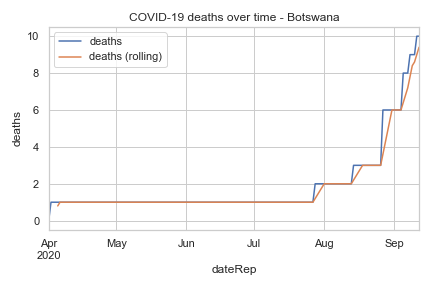 COVID-19 deaths over time - Botswana
deaths
deaths (rolling)
10
8
6
4
2
0
deaths
Apr May Jun Jul Aug Sep
2020
dateRep